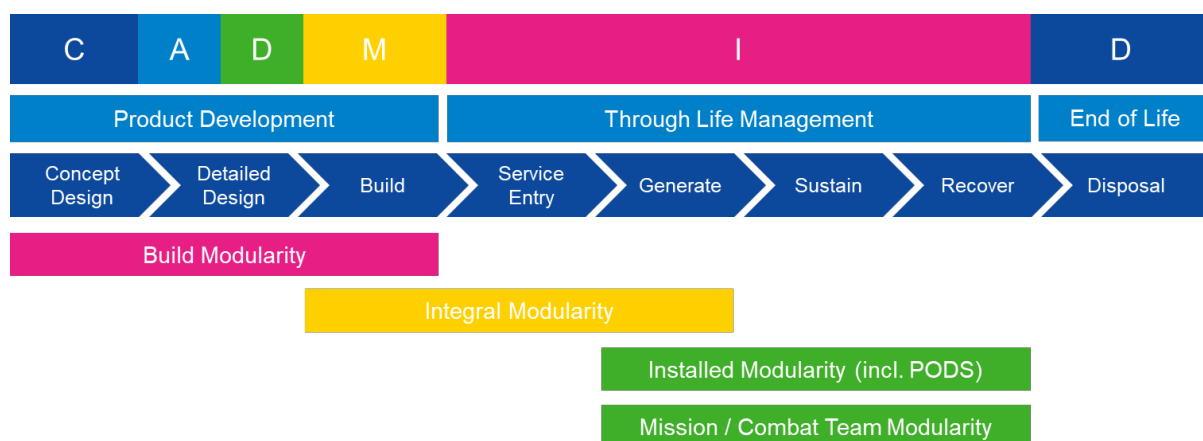 C A D M I D
Product Development Through Life Management End of Life
Concept Design
Detailed Design
Build
Service Entry
Generate
Sustain
Recover
Disposal
Build Modularity
Integral Modularity
Installed Modularity (incl. PODS)
Mission / Combat Team Modularity